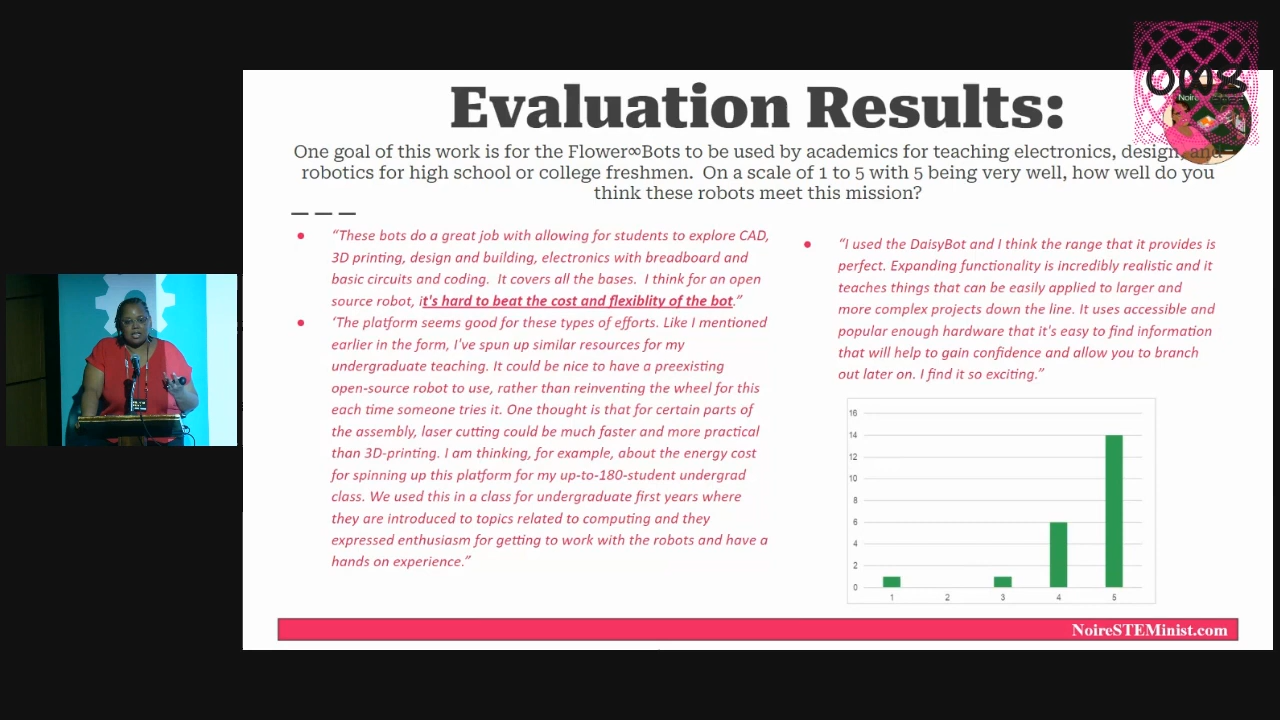 Evaluation Results:
One goal of this work is for the Flower∞Bots to be used by academics for teaching electronics, design, and
robotics for high school or college freshmen.  On a scale of 1 to 5 with 5 being very well, how well do you
think these robots meet this mission?
● “These bots do a great job with allowing for students to explore CAD,
3D printing, design and building, electronics with breadboard and
basic circuits and coding.  It covers all the bases.  I think for an open
source robot, it's hard to beat the cost and flexiblity of the bot.”
● ‘The platform seems good for these types of efforts. Like I mentioned
earlier in the form, I've spun up similar resources for my
undergraduate teaching. It could be nice to have a preexisting
open-source robot to use, rather than reinventing the wheel for this
each time someone tries it. One thought is that for certain parts of
the assembly, laser cutting could be much faster and more practical
than 3D-printing. I am thinking, for example, about the energy cost
for spinning up this platform for my up-to-180-student undergrad
class. We used this in a class for undergraduate first years where
they are introduced to topics related to computing and they
expressed enthusiasm for getting to work with the robots and have a
hands on experience.”
● “I used the DaisyBot and I think the range that it provides is
perfect. Expanding functionality is incredibly realistic and it
teaches things that can be easily applied to larger and
more complex projects down the line. It uses accessible and
popular enough hardware that it's easy to find information
that will help to gain confidence and allow you to branch
out later on. I find it so exciting.”
16
14
12
10
8
6
4
2
0
1 2 3 4 5
NoireSTEMinist.com